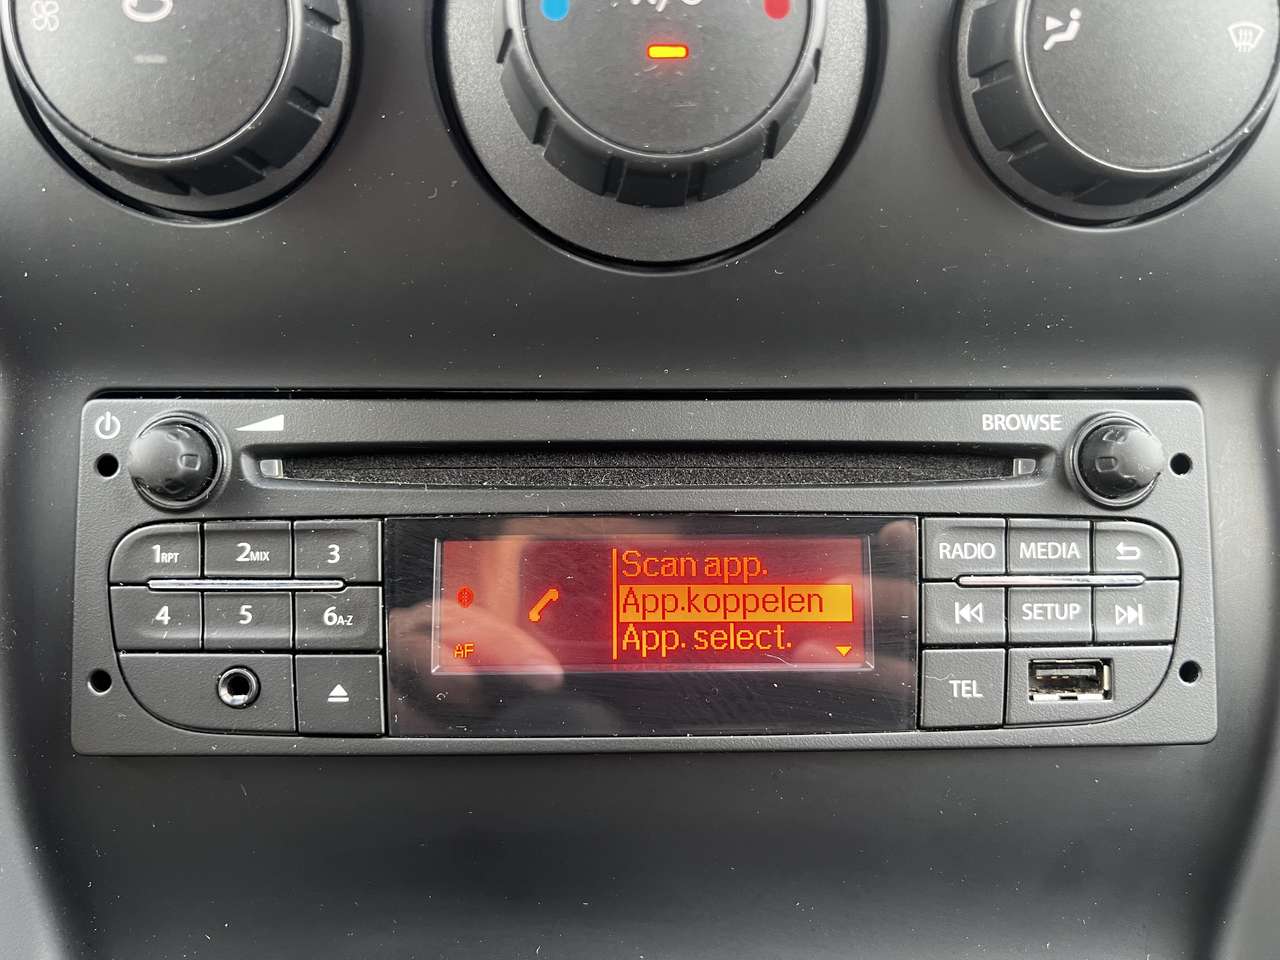 A/C
BROWSE
1RPT
2MIX
3
4
5
6A-Z
AF
Scan app.
App.koppelen
App. select.
RADIO
MEDIA
SETUP
TEL